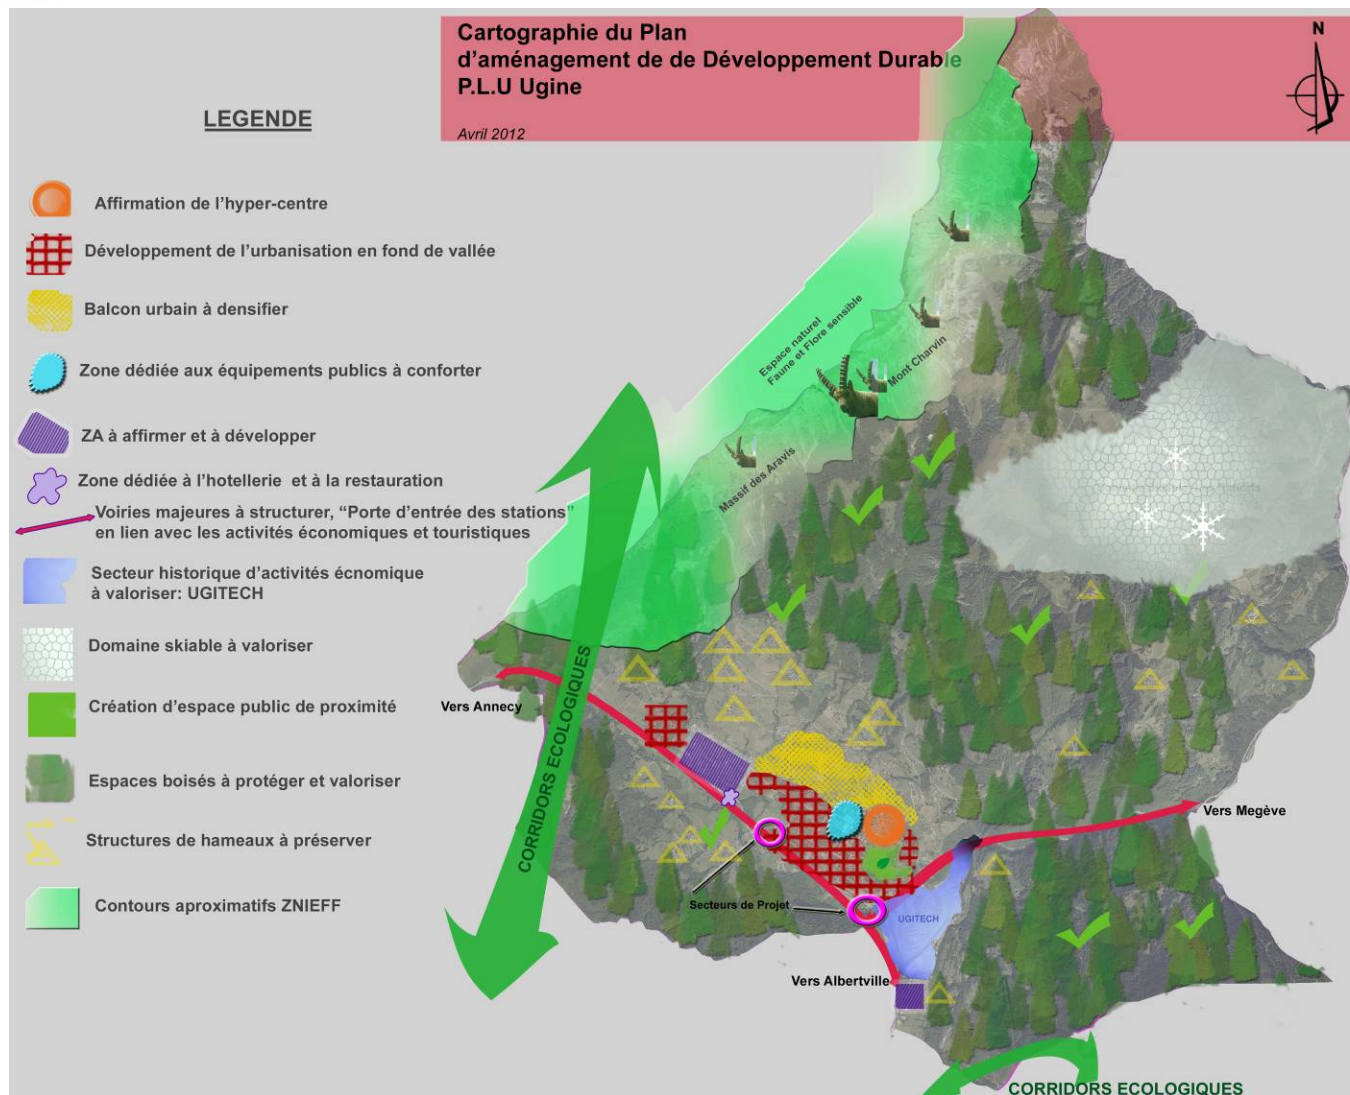 Cartographie du Plan
d'aménagement de de Développement Durable
P.L.U Ugine
Avril 2012
N
LEGENDE
Affirmation de l'hyper-centre
Développement de l'urbanisation en fond de vallée
Balcon urbain à densifier
Zone dédiée aux équipements publics à conforter
ZA à affirmer et à développer
Zone dédiée à l'hotellerie et à la restauration
Voiries majeures à structurer, "Porte d'entrée des stations"
en lien avec les activités économiques et touristiques
Secteur historique d'activités écnomique
à valoriser: UGITECH
Domaine skiable à valoriser
Création d'espace public de proximité
Espaces boisés à protéger et valoriser
Structures de hameaux à préserver
Contours aproximatifs ZNIEFF
Espace naturel
Faune et Flore sensible
Mont Charvin
Massif des Aravis
CORRIDORS ECOLOGIQUES
Vers Annecy
Vers Megève
Secteurs de Projet
UGITECH
Vers Albertville
CORRIDORS ECOLOGIQUES